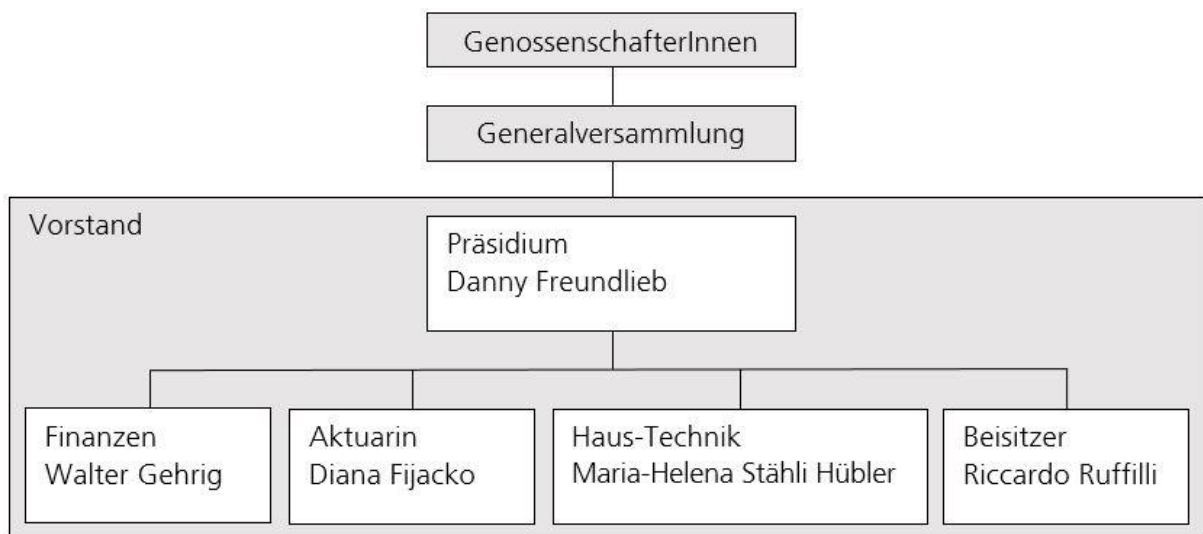 GenossenschafterInnen
Generalversammlung
Vorstand
Präsidium
Danny Freundlieb
Finanzen
Walter Gehrig
Aktuarin
Diana Fijacko
Haus-Technik
Maria-Helena Stähli Hübler
Beisitzer
Riccardo Ruffilli